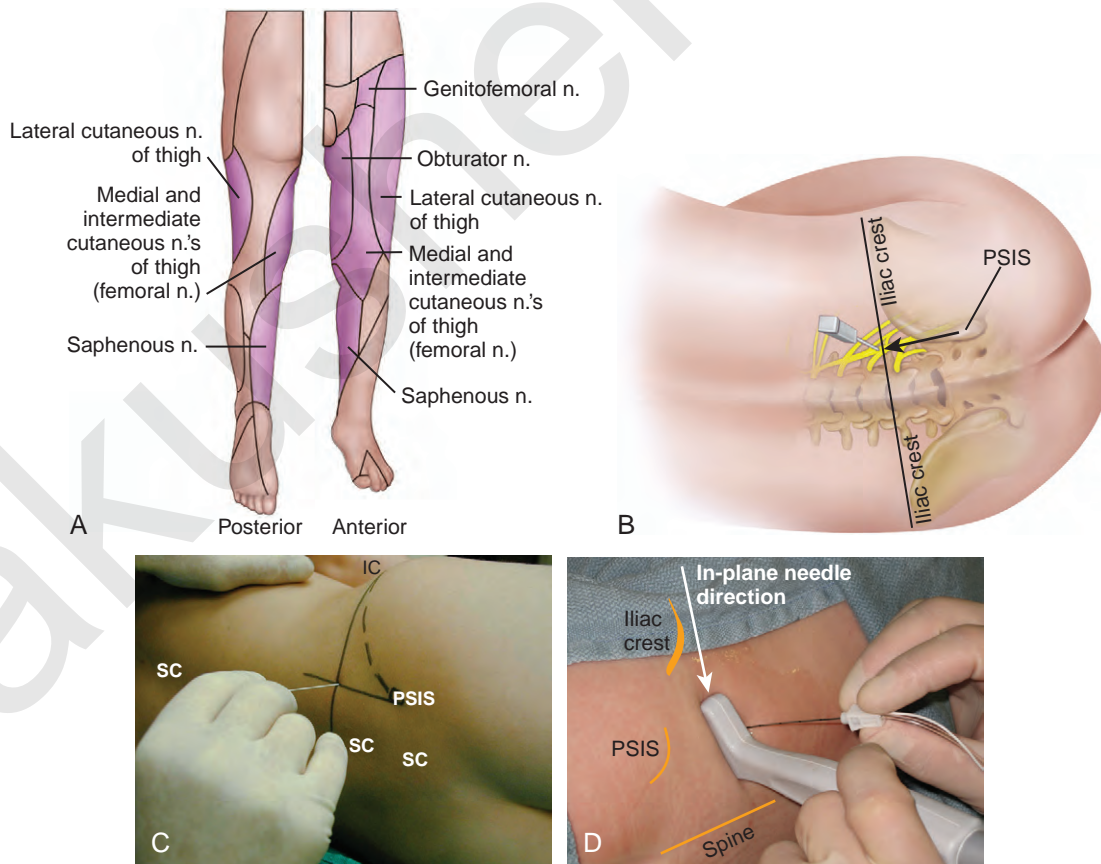 Genitofemoral n.
Lateral cutaneous n.
of thigh
Obturator n.
Medial and
intermediate
cutaneous n.'s
of thigh
(femoral n.)
Lateral cutaneous n.
of thigh
Medial and
intermediate
cutaneous n.'s
of thigh
(femoral n.)
Saphenous n.
Saphenous n.
A
Posterior
Anterior
Iliac crest
PSIS
Iliac crest
B
IC
SC
PSIS
SC
SC
C
In-plane needle
direction
Iliac
crest
PSIS
Spine
D